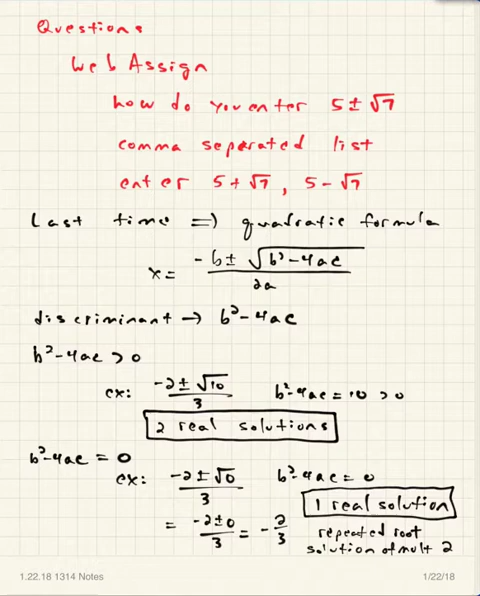 Questions
WebAssign
how do you enter 5 ± √7
comma separated list
enter 5 + √7 , 5 - √7
Last time => quadratic formula
x = (-b ± √(b² - 4ac)) / 2a
discriminant → b² - 4ac
b² - 4ac > 0
ex: (-2 ± √10) / 3 b² - 4ac = 10 > 0
2 real solutions
b² - 4ac = 0
ex: (-2 ± √0) / 3 b² - 4ac = 0
1 real solution
= (-2 ± 0) / 3 = - 2/3 repeated root
solution of mult 2
1.22.18 1314 Notes 1/22/18